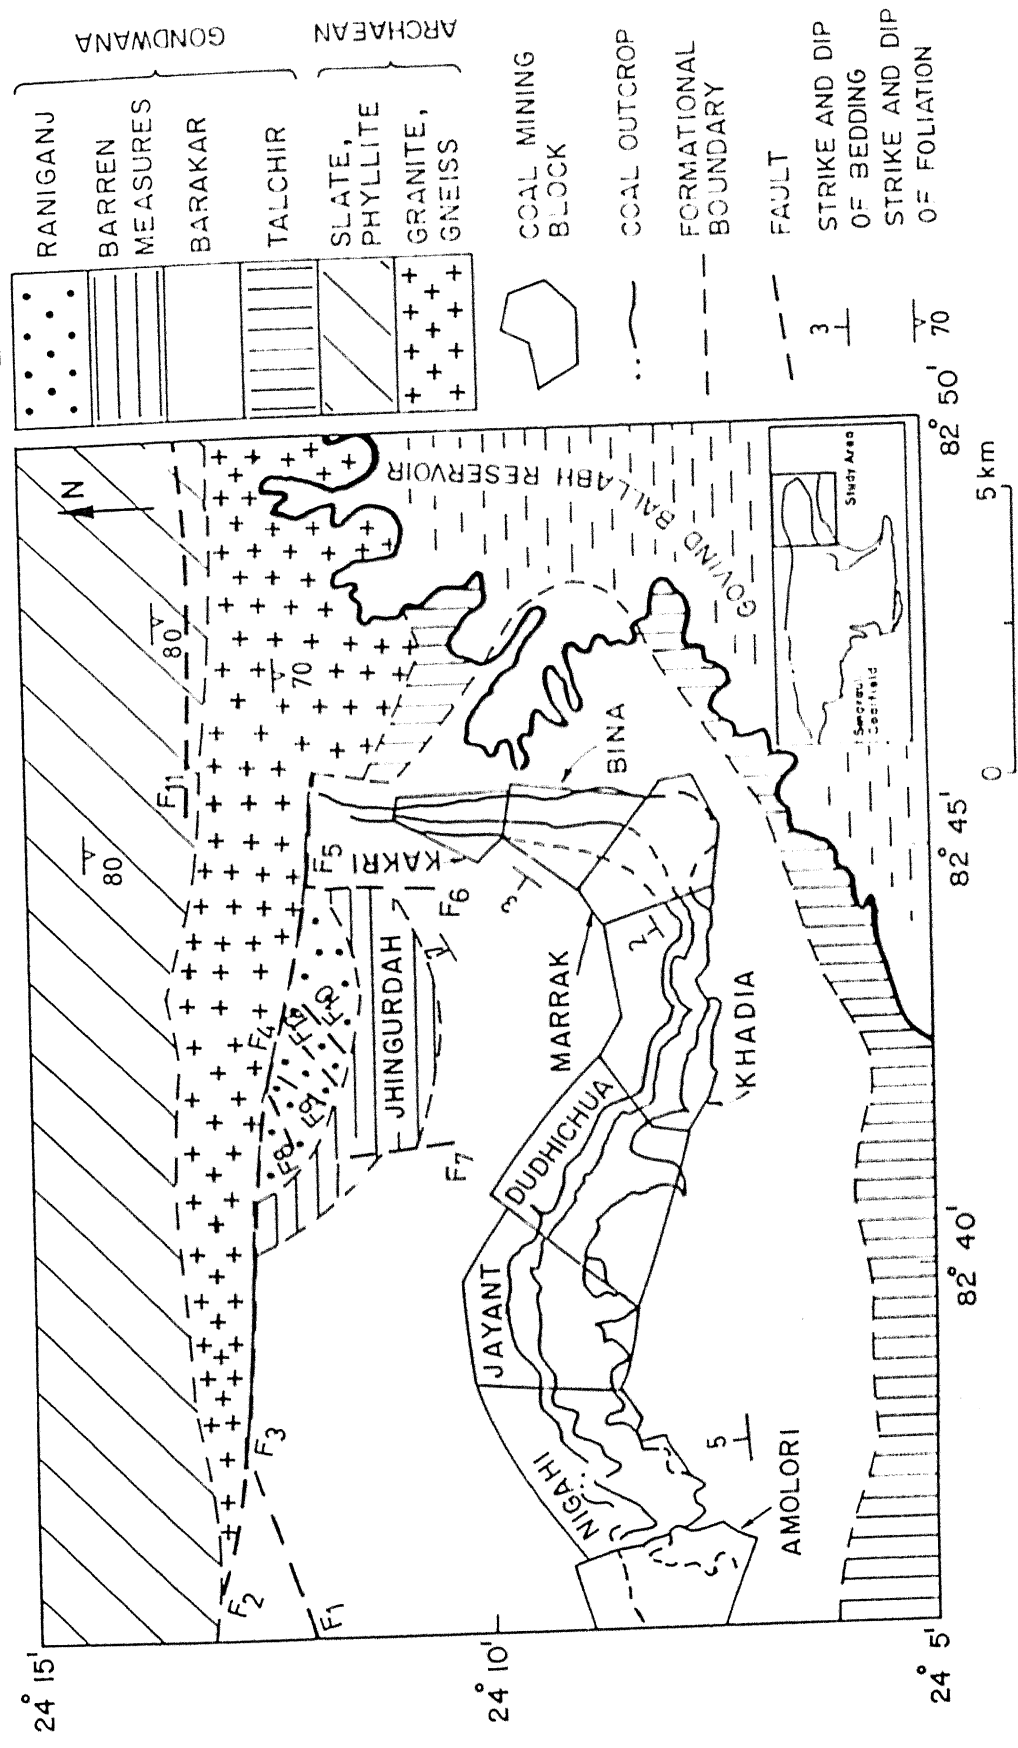 RANIGANJ
BARREN
MEASURES
BARAKAR
TALCHIR
GONDWANA
SLATE,
PHYLLITE
GRANITE,
GNEISS
ARCHAEAN
COAL MINING
BLOCK
COAL OUTCROP
FORMATIONAL
BOUNDARY
FAULT
3
STRIKE AND DIP
OF BEDDING
70
STRIKE AND DIP
OF FOLIATION
24° 15'
24° 10'
24° 5'
82° 40'
82° 45'
82° 50'
0
5 km
N
80
80
70
F11
F1
F2
F3
F4
F5
F6
F7
F8
F9
F10
KAKRI
JHINGURDAH
BINA
MARRAK
KHADIA
DUDHICHUA
JAYANT
NIGAHI
AMOLORI
3
2
5
GOVIND BALLABH RESERVOIR
Study Area
Singrauli
Coalfield